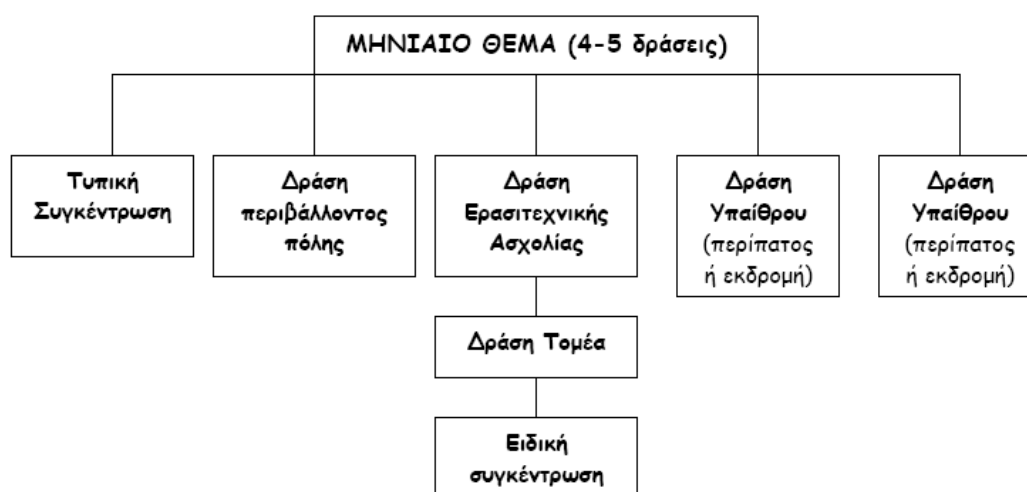 ΜΗΝΙΑΙΟ ΘΕΜΑ (4-5 δράσεις)
Τυπική
Συγκέντρωση
Δράση
περιβάλλοντος
πόλης
Δράση
Ερασιτεχνικής
Ασχολίας
Δράση
Υπαίθρου
(περίπατος
ή εκδρομή)
Δράση
Υπαίθρου
(περίπατος
ή εκδρομή)
Δράση Τομέα
Ειδική
συγκέντρωση